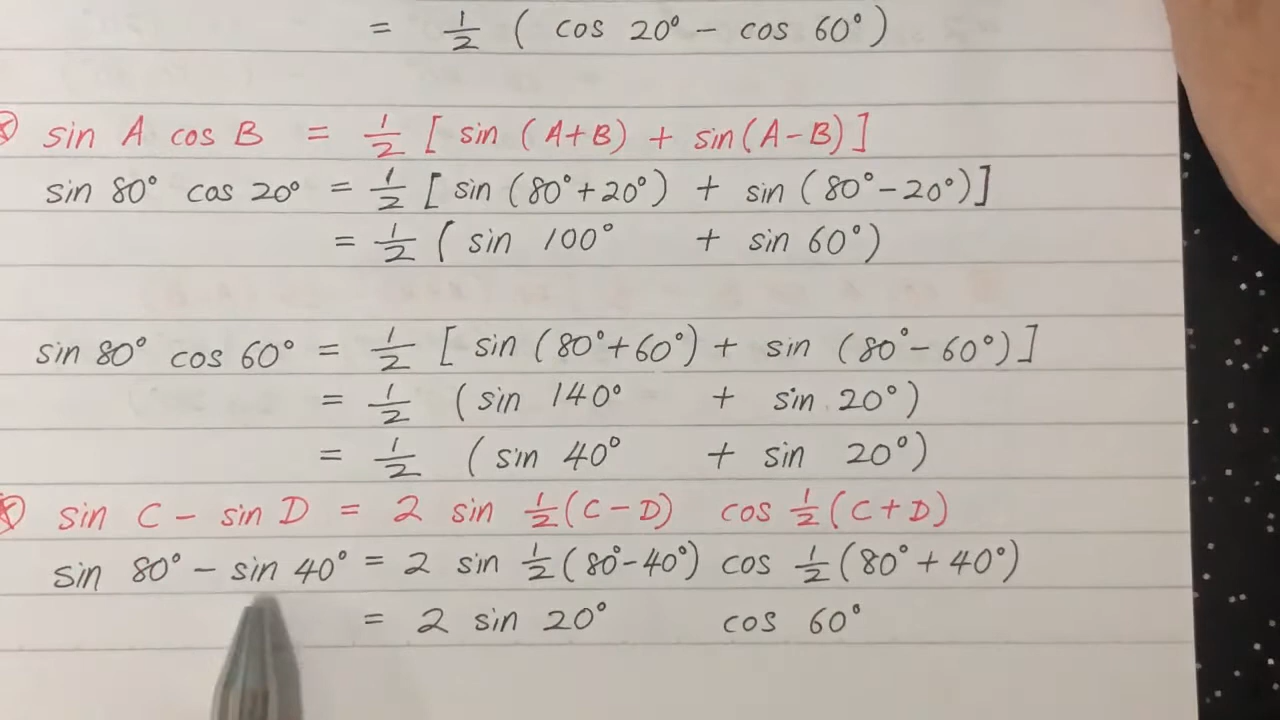 = 1/2 ( cos 20° − cos 60° )
sin A cos B = 1/2 [ sin (A+B) + sin(A−B) ]
sin 80° cos 20° = 1/2 [ sin (80°+20°) + sin (80°−20°) ]
= 1/2 ( sin 100° + sin 60° )
sin 80° cos 60° = 1/2 [ sin (80°+60°) + sin (80°−60°) ]
= 1/2 ( sin 140° + sin 20° )
= 1/2 ( sin 40° + sin 20° )
sin C − sin D = 2 sin 1/2 (C−D) cos 1/2 (C+D)
sin 80° − sin 40° = 2 sin 1/2 (80°−40°) cos 1/2 (80°+40°)
= 2 sin 20° cos 60°